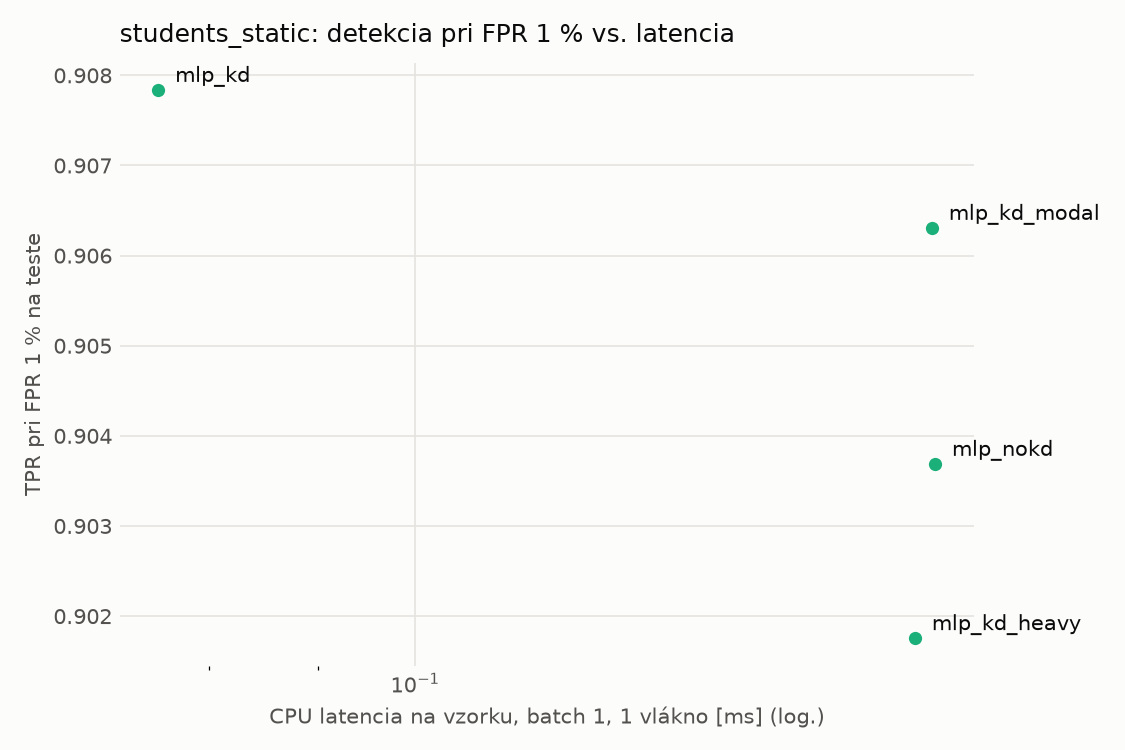 students_static: detekcia pri FPR 1 % vs. latencia
0.908
mlp_kd
0.907
mlp_kd_modal
0.906
0.905
0.904
mlp_nokd
0.903
0.902
mlp_kd_heavy
TPR pri FPR 1 % na teste
10⁻¹
CPU latencia na vzorku, batch 1, 1 vlákno [ms] (log.)